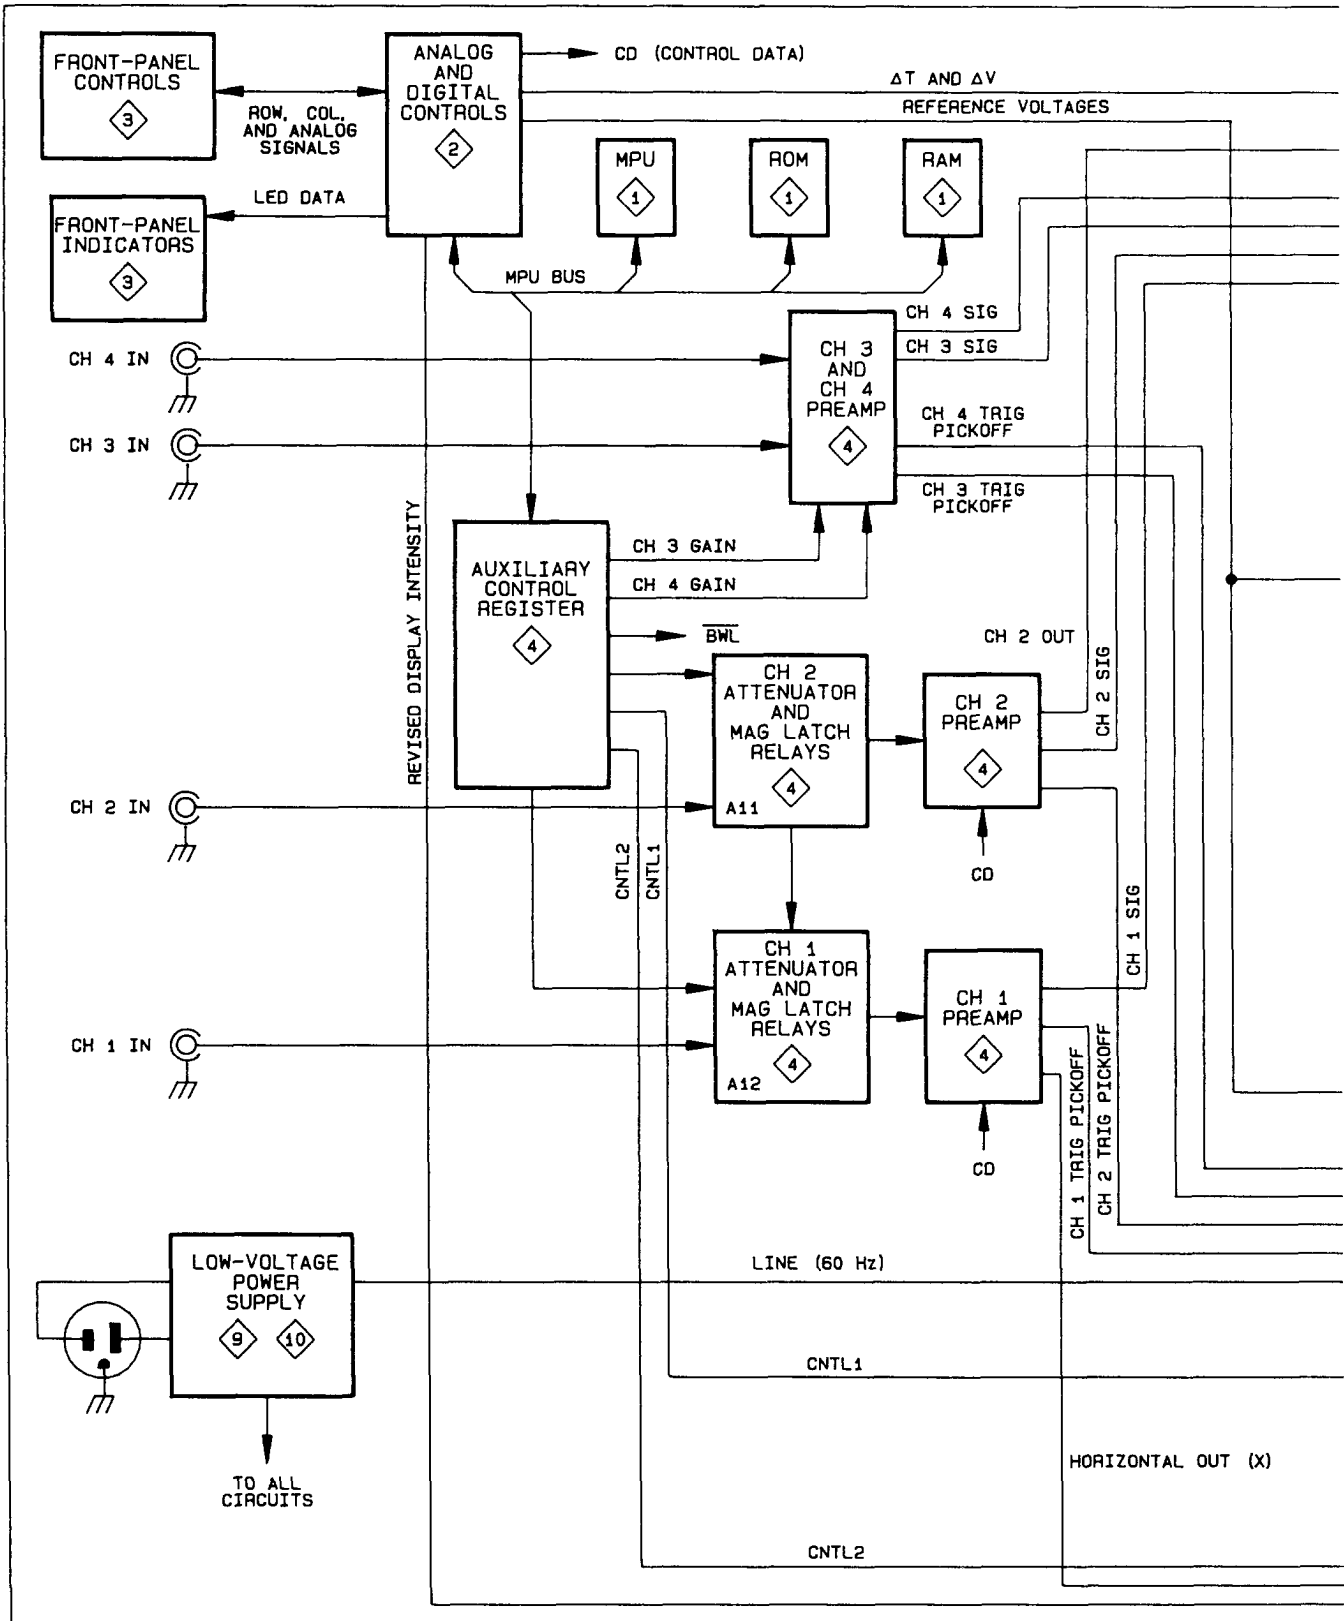 FRONT-PANEL
CONTROLS
3
ROW, COL,
AND ANALOG
SIGNALS
ANALOG
AND
DIGITAL
CONTROLS
2
CD (CONTROL DATA)
ΔT AND ΔV
REFERENCE VOLTAGES
MPU
1
ROM
1
RAM
1
LED DATA
FRONT-PANEL
INDICATORS
3
MPU BUS
CH 4 IN
CH 3 IN
CH 3
AND
CH 4
PREAMP
4
CH 4 SIG
CH 3 SIG
CH 4 TRIG
PICKOFF
CH 3 TRIG
PICKOFF
REVISED DISPLAY INTENSITY
AUXILIARY
CONTROL
REGISTER
4
CH 3 GAIN
CH 4 GAIN
B̅W̅L̅
CH 2 OUT
CH 2 SIG
CH 2
ATTENUATOR
AND
MAG LATCH
RELAYS
4
A11
CH 2
PREAMP
4
CD
CH 2 IN
CNTL2
CNTL1
CH 1 SIG
CH 1
ATTENUATOR
AND
MAG LATCH
RELAYS
4
A12
CH 1
PREAMP
4
CD
CH 1 IN
CH 1 TRIG PICKOFF
CH 2 TRIG PICKOFF
LOW-VOLTAGE
POWER
SUPPLY
9 10
LINE (60 Hz)
CNTL1
HORIZONTAL OUT (X)
TO ALL
CIRCUITS
CNTL2